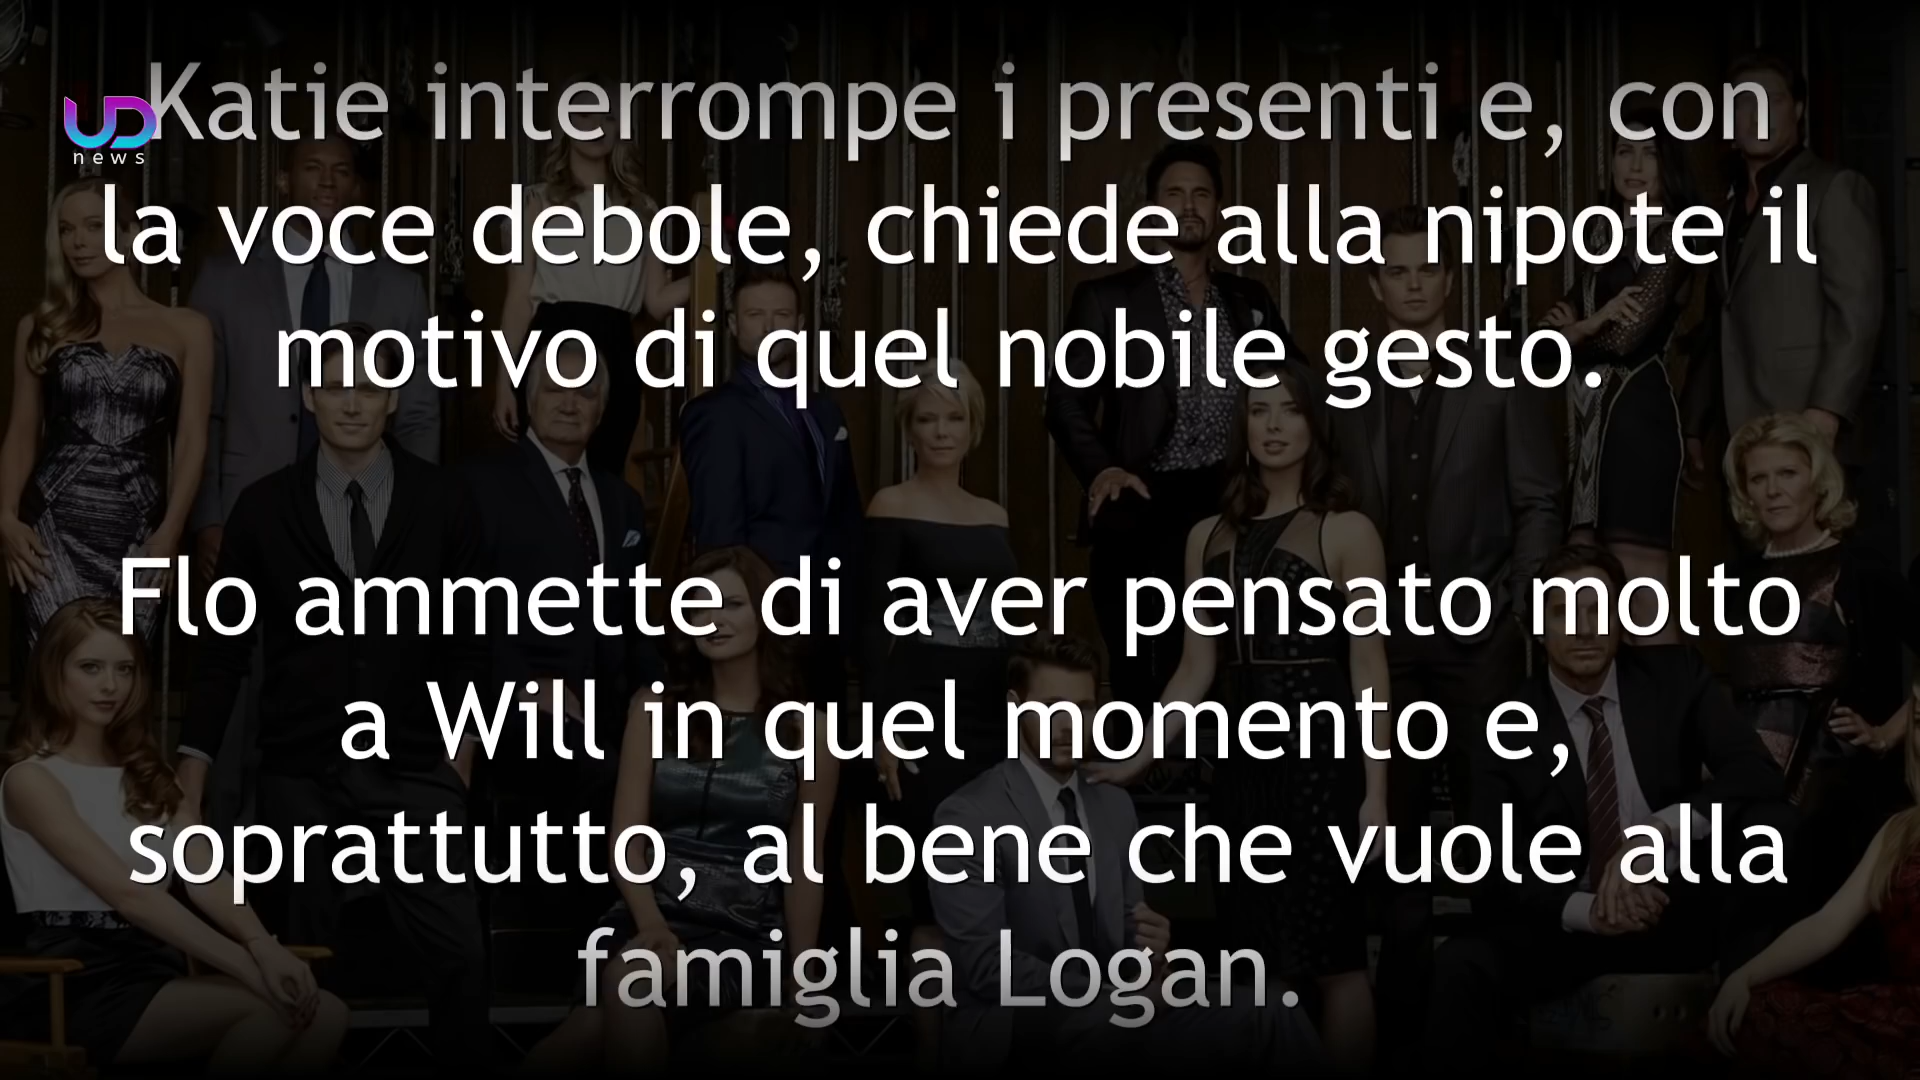 UD
news
Katie interrompe i presenti e, con
la voce debole, chiede alla nipote il
motivo di quel nobile gesto.
Flo ammette di aver pensato molto
a Will in quel momento e,
soprattutto, al bene che vuole alla
famiglia Logan.